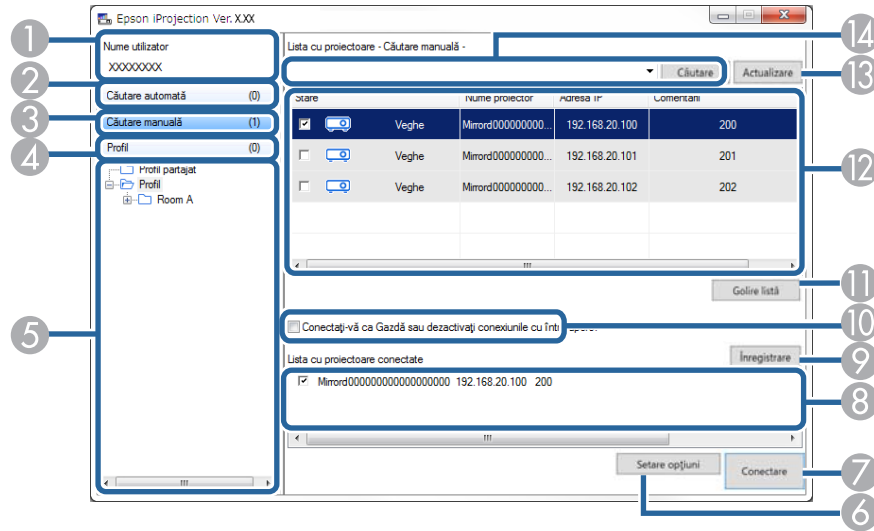 Epson iProjection Ver. X.XX
1
Nume utilizator
XXXXXXXX
2
Căutare automată (0)
3
Căutare manuală (1)
4
Profil (0)
5
Profil partajat
Profil
Room A
Lista cu proiectoare - Căutare manuală -
14
Căutare
Actualizare
13
Stare Nume proiector Adresa IP Comentarii
Veghe Mirrord000000000... 192.168.20.100 200
Veghe Mirrord000000000... 192.168.20.101 201
Veghe Mirrord000000000... 192.168.20.102 202
12
Golire listă
11
Conectaţi-vă ca Gazdă sau dezactivaţi conexiunile cu într
10
Lista cu proiectoare conectate
Înregistrare
9
Mirrord000000000000000000 192.168.20.100 200
8
Setare opţiuni
Conectare
7
6